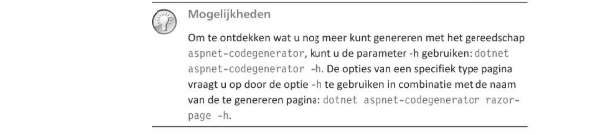 Mogelijkheden
Om te ontdekken wat u nog meer kunt genereren met het gereedschap
aspnet-codegenerator, kunt u de parameter -h gebruiken: dotnet
aspnet-codegenerator -h. De opties van een specifiek type pagina
vraagt u op door de optie -h te gebruiken in combinatie met de naam
van de te genereren pagina: dotnet aspnet-codegenerator razor-
page -h.